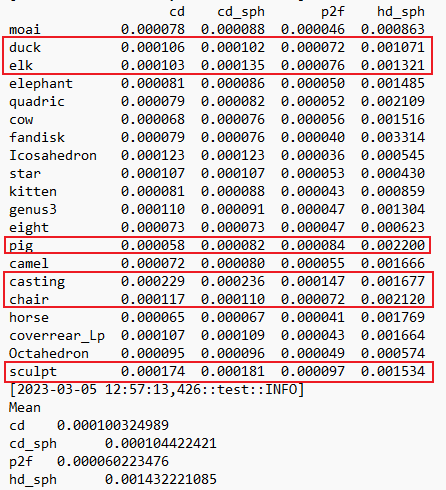 cd cd_sph p2f hd_sph
moai 0.000078 0.000088 0.000046 0.000863
duck 0.000106 0.000102 0.000072 0.001071
elk 0.000103 0.000135 0.000076 0.001321
elephant 0.000081 0.000086 0.000050 0.001485
quadric 0.000079 0.000082 0.000052 0.002109
cow 0.000068 0.000076 0.000056 0.001516
fandisk 0.000079 0.000076 0.000040 0.003314
Icosahedron 0.000123 0.000123 0.000036 0.000545
star 0.000107 0.000107 0.000053 0.000430
kitten 0.000081 0.000088 0.000043 0.000859
genus3 0.000110 0.000091 0.000047 0.001304
eight 0.000073 0.000073 0.000047 0.000623
pig 0.000058 0.000082 0.000084 0.002200
camel 0.000072 0.000080 0.000055 0.001666
casting 0.000229 0.000236 0.000147 0.001677
chair 0.000117 0.000110 0.000072 0.002120
horse 0.000065 0.000067 0.000041 0.001769
coverrear_Lp 0.000107 0.000109 0.000043 0.001664
Octahedron 0.000095 0.000096 0.000049 0.000574
sculpt 0.000174 0.000181 0.000097 0.001534
[2023-03-05 12:57:13,426::test::INFO]
Mean
cd 0.000100324989
cd_sph 0.000104422421
p2f 0.000060223476
hd_sph 0.001432221085